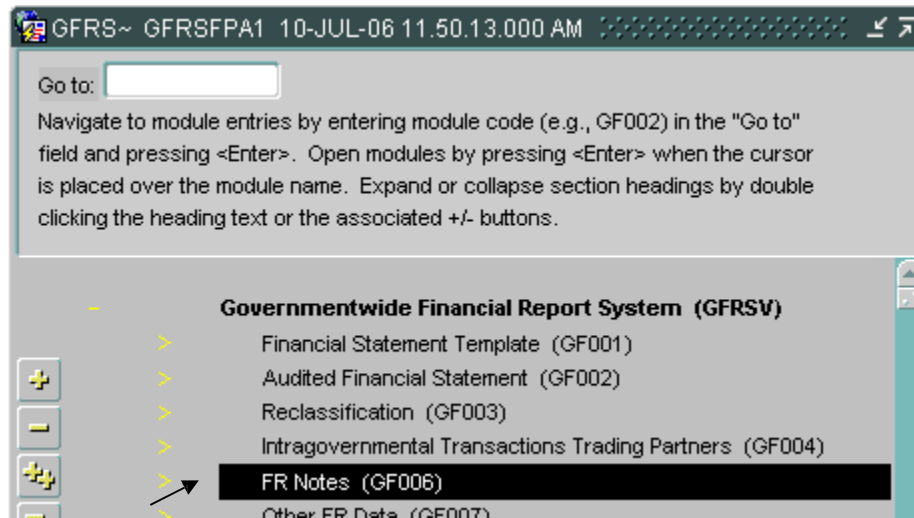 GFRS~ GFRSFPA1 10-JUL-06 11.50.13.000 AM
Go to:
Navigate to module entries by entering module code (e.g., GF002) in the "Go to"
field and pressing <Enter>. Open modules by pressing <Enter> when the cursor
is placed over the module name. Expand or collapse section headings by double
clicking the heading text or the associated +/- buttons.
Governmentwide Financial Report System (GFRSV)
Financial Statement Template (GF001)
Audited Financial Statement (GF002)
Reclassification (GF003)
Intragovernmental Transactions Trading Partners (GF004)
FR Notes (GF006)
Other FR Data (GF007)